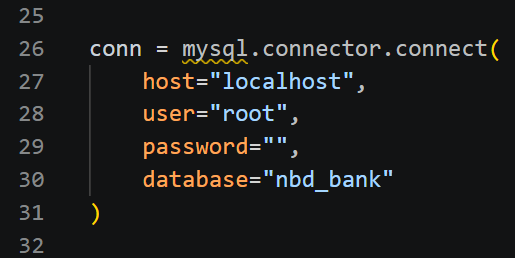 25
26 conn = mysql.connector.connect(
27 host="localhost",
28 user="root",
29 password="",
30 database="nbd_bank"
31 )
32